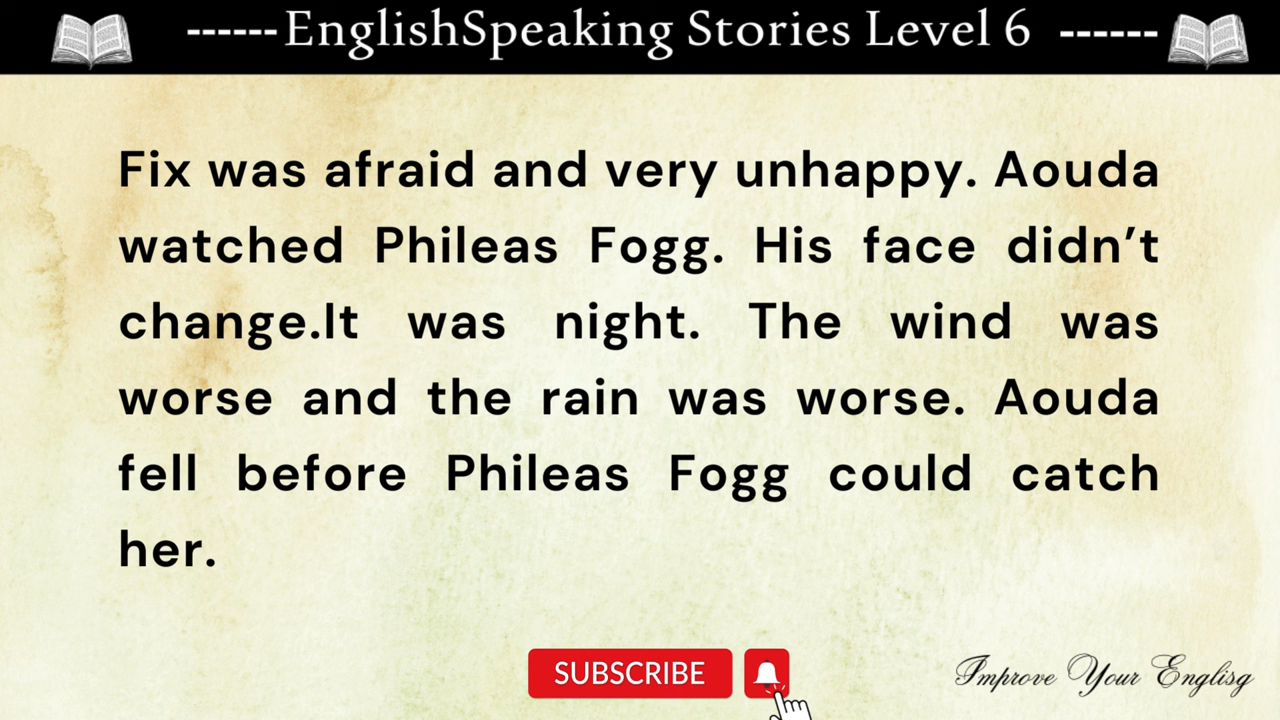 ------EnglishSpeaking Stories Level 6 ------
Fix was afraid and very unhappy. Aouda
watched Phileas Fogg. His face didn’t
change.It was night. The wind was
worse and the rain was worse. Aouda
fell before Phileas Fogg could catch
her.
SUBSCRIBE
Improve Your Englisg